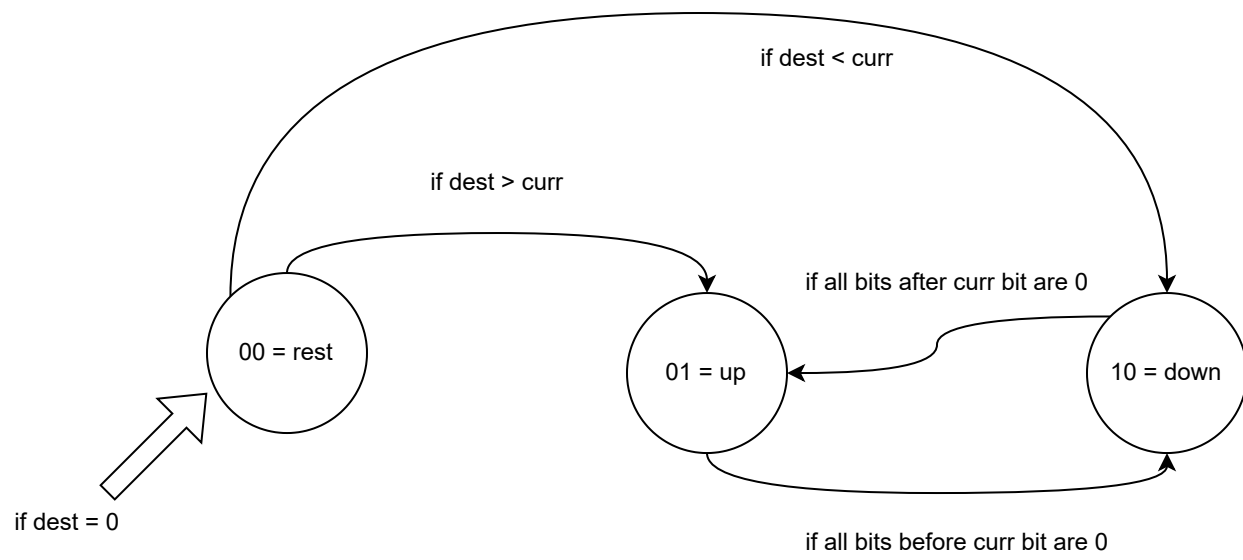 if dest < curr
if dest > curr
if all bits after curr bit are 0
00 = rest
01 = up
10 = down
if dest = 0
if all bits before curr bit are 0